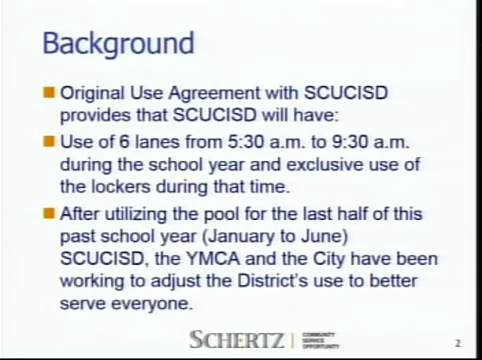 Background
Original Use Agreement with SCUCISD
provides that SCUCISD will have:
Use of 6 lanes from 5:30 a.m. to 9:30 a.m.
during the school year and exclusive use of
the lockers during that time.
After utilizing the pool for the last half of this
past school year (January to June)
SCUCISD, the YMCA and the City have been
working to adjust the District's use to better
serve everyone.
SCHERTZ | COMMUNITY
SERVICE
OPPORTUNITY
2